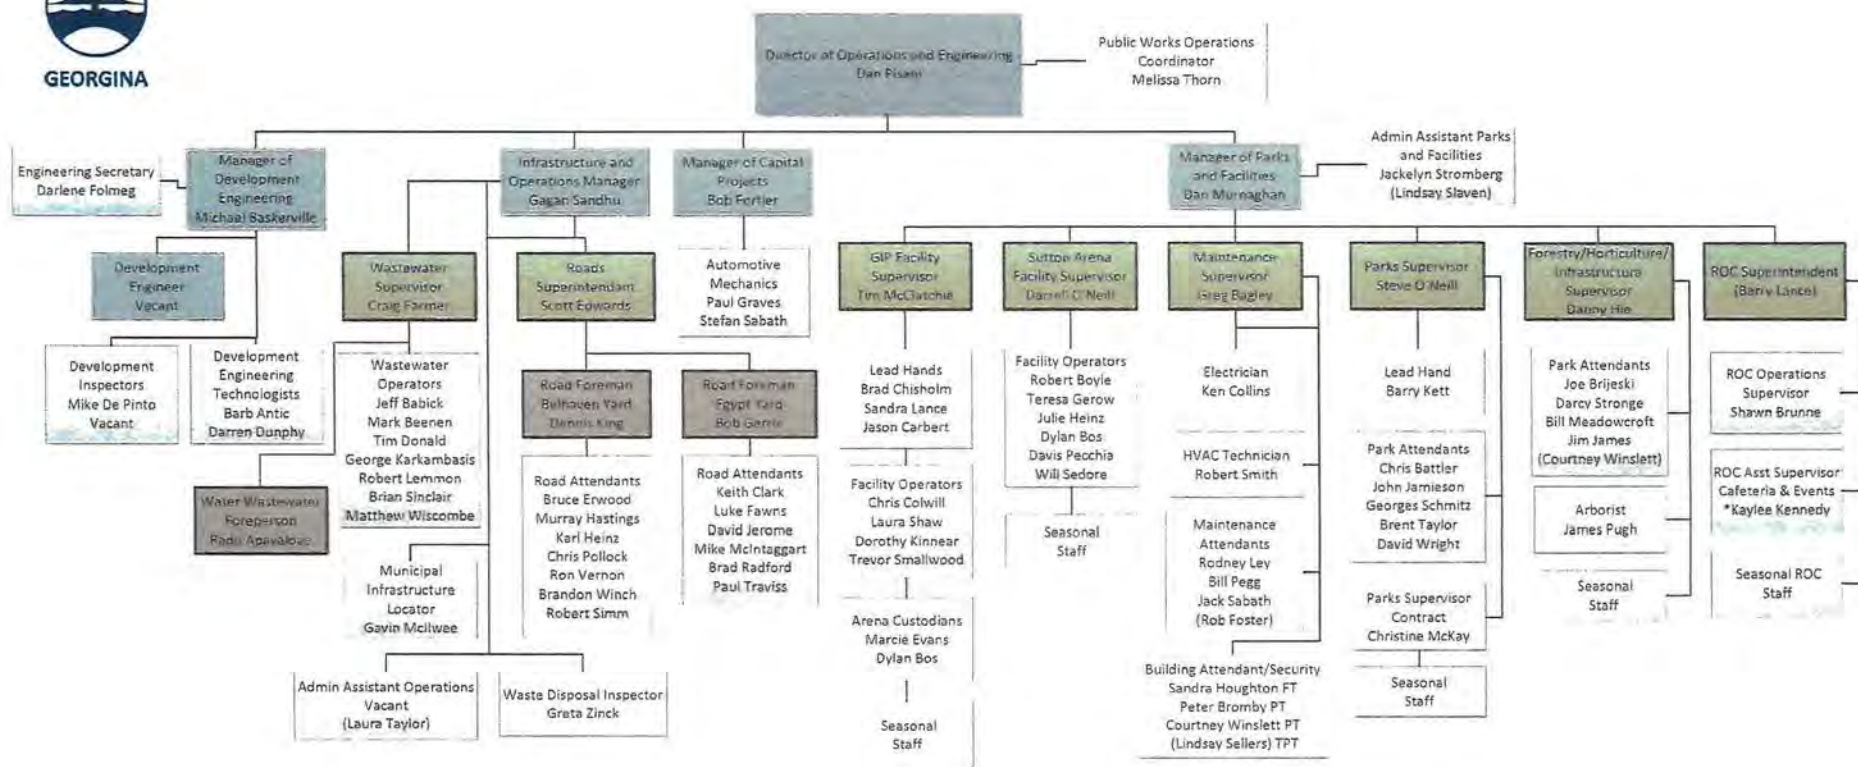 GEORGINA
Director of Operations and Engineering
Dan Pisani
Public Works Operations
Coordinator
Melissa Thorn
Engineering Secretary
Darlene Folmeg
Manager of
Development
Engineering
Michael Baskerville
Infrastructure and
Operations Manager
Gagan Sandhu
Manager of Capital
Projects
Bob Fortier
Manager of Parks
and Facilities
Dan Murnaghan
Admin Assistant Parks
and Facilities
Jackelyn Stromberg
(Lindsay Slaven)
Development
Engineer
Vacant
Wastewater
Supervisor
Craig Farmer
Roads
Superintendant
Scott Edwards
Automotive
Mechanics
Paul Graves
Stefan Sabath
GIP Facility
Supervisor
Tim McClatchie
Sutton Arena
Facility Supervisor
Darrell O'Neill
Maintenance
Supervisor
Greg Bagley
Parks Supervisor
Steve O'Neill
Forestry/Horticulture/
Infrastructure
Supervisor
Danny Hie
ROC Superintendent
(Barry Lance)
Development
Inspectors
Mike De Pinto
Vacant
Development
Engineering
Technologists
Barb Antic
Darren Dunphy
Wastewater
Operators
Jeff Babick
Mark Beenen
Tim Donald
George Karkambasis
Robert Lemmon
Brian Sinclair
Matthew Wiscombe
Road Foreman
Belhaven Yard
Dennis King
Road Foreman
Egypt Yard
Bob Gerrie
Lead Hands
Brad Chisholm
Sandra Lance
Jason Carbert
Facility Operators
Robert Boyle
Teresa Gerow
Julie Heinz
Dylan Bos
Davis Pecchia
Will Sedore
Electrician
Ken Collins
Lead Hand
Barry Kett
Park Attendants
Joe Brijeski
Darcy Stronge
Bill Meadowcroft
Jim James
(Courtney Winslett)
ROC Operations
Supervisor
Shawn Brunne
Water Wastewater
Foreperson
Radu Apavaloae
Road Attendants
Bruce Erwood
Murray Hastings
Karl Heinz
Chris Pollock
Ron Vernon
Brandon Winch
Robert Simm
Road Attendants
Keith Clark
Luke Fawns
David Jerome
Mike McIntaggart
Brad Radford
Paul Traviss
Facility Operators
Chris Colwill
Laura Shaw
Dorothy Kinnear
Trevor Smallwood
Seasonal
Staff
HVAC Technician
Robert Smith
Park Attendants
Chris Battler
John Jamieson
Georges Schmitz
Brent Taylor
David Wright
Arborist
James Pugh
ROC Asst Supervisor
Cafeteria & Events
*Kaylee Kennedy
Municipal
Infrastructure
Locator
Gavin McIlwee
Maintenance
Attendants
Rodney Ley
Bill Pegg
Jack Sabath
(Rob Foster)
Seasonal
Staff
Seasonal ROC
Staff
Arena Custodians
Marcie Evans
Dylan Bos
Parks Supervisor
Contract
Christine McKay
Admin Assistant Operations
Vacant
(Laura Taylor)
Waste Disposal Inspector
Greta Zinck
Seasonal
Staff
Building Attendant/Security
Sandra Houghton FT
Peter Bromby PT
Courtney Winslett PT
(Lindsay Sellers) TPT
Seasonal
Staff